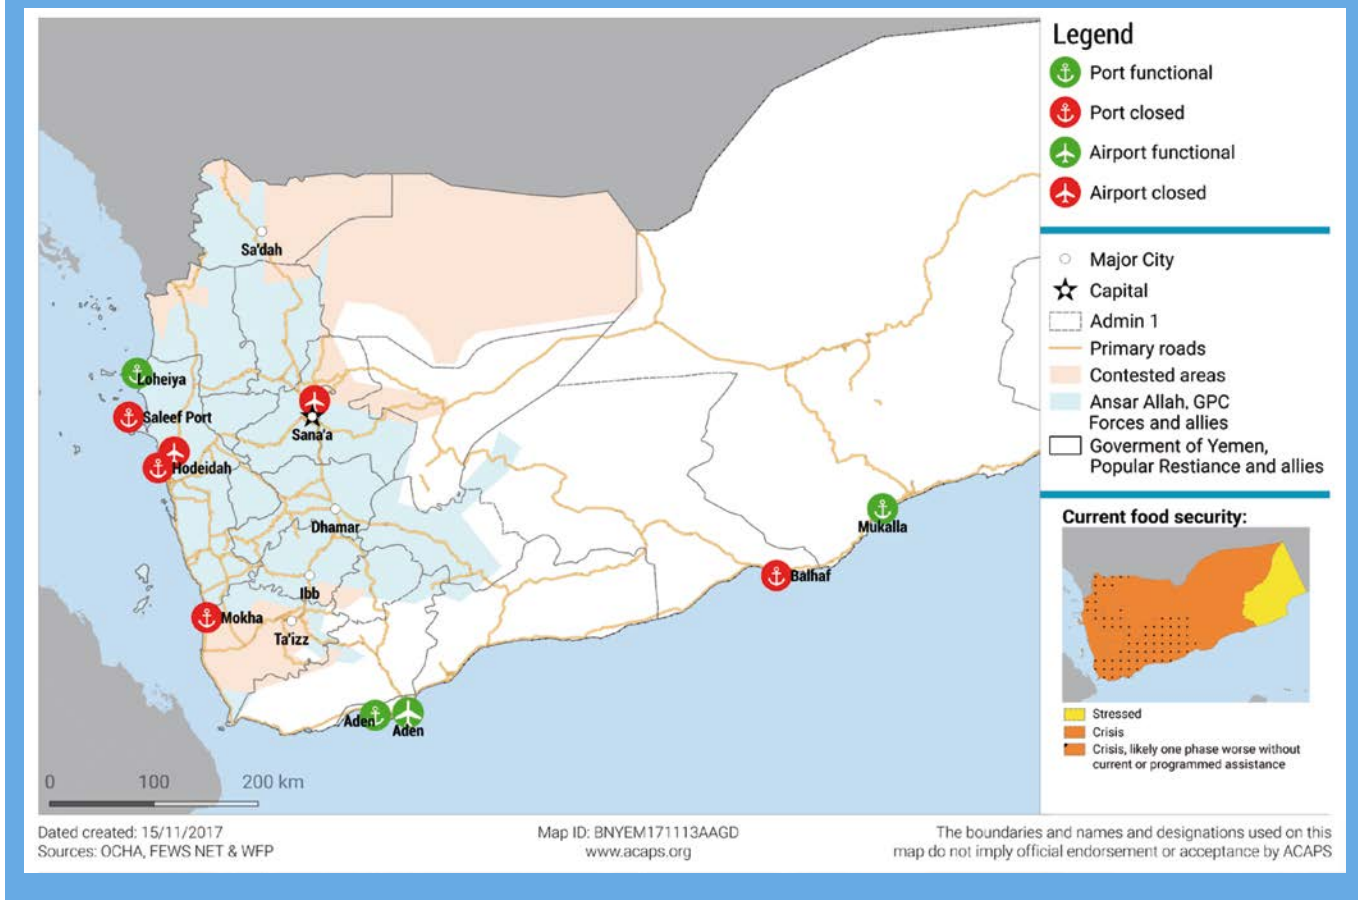 Legend
Port functional
Port closed
Airport functional
Airport closed
Major City
Capital
Admin 1
Primary roads
Contested areas
Ansar Allah, GPC
Forces and allies
Goverment of Yemen,
Popular Restiance and allies
Current food security:
Stressed
Crisis
Crisis, likely one phase worse without
current or programmed assistance
Sa'dah
Loheiya
Saleef Port
Sana'a
Hodeidah
Dhamar
Mukalla
Balhaf
Ibb
Mokha
Ta'izz
Aden
Aden
0 100 200 km
Dated created: 15/11/2017
Sources: OCHA, FEWS NET & WFP
Map ID: BNYEM171113AAGD
www.acaps.org
The boundaries and names and designations used on this
map do not imply official endorsement or acceptance by ACAPS